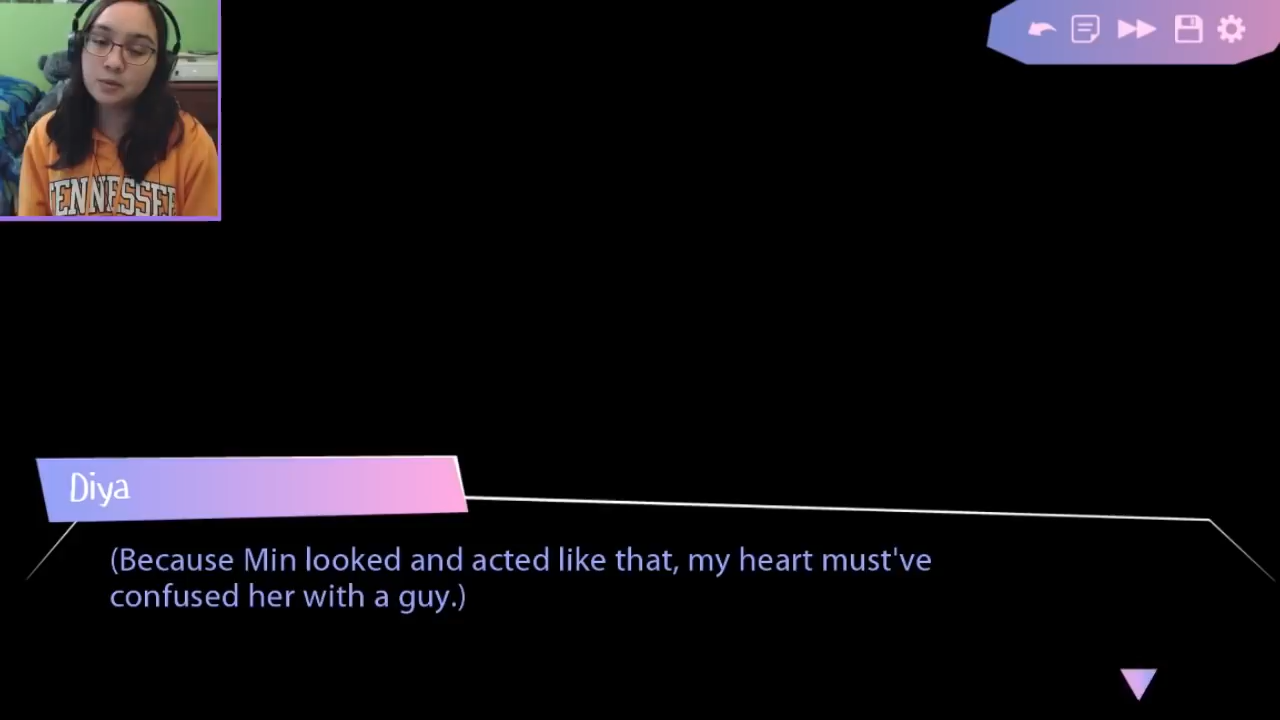 TENNESSEE
Diya
(Because Min looked and acted like that, my heart must've
confused her with a guy.)